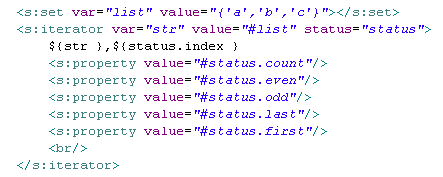 <s:set var="list" value="{'a','b','c'}"></s:set>
<s:iterator var="str" value="#list" status="status">
${str },${status.index }
<s:property value="#status.count"/>
<s:property value="#status.even"/>
<s:property value="#status.odd"/>
<s:property value="#status.last"/>
<s:property value="#status.first"/>
<br/>
</s:iterator>